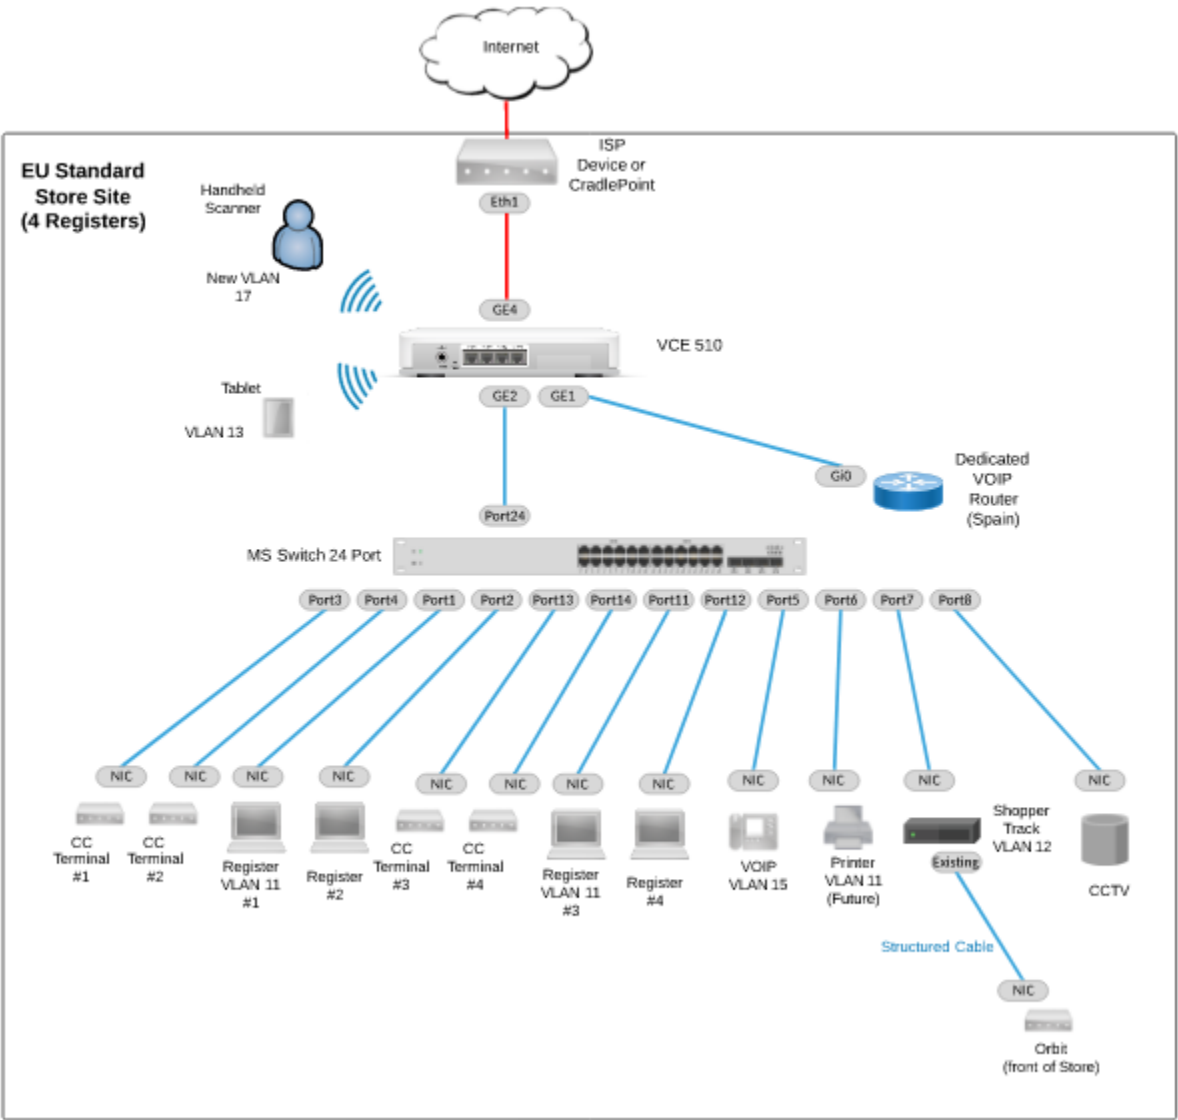 Internet
ISP
Device or
CradlePoint
EU Standard
Store Site
(4 Registers)
Handheld
Scanner
Eth1
New VLAN
17
GE4
VCE 510
Tablet
VLAN 13
GE2
GE1
Gi0
Dedicated
VOIP
Router
(Spain)
Port24
MS Switch 24 Port
Port3
Port4
Port1
Port2
Port13
Port14
Port11
Port12
Port5
Port6
Port7
Port8
NIC
NIC
NIC
NIC
NIC
NIC
NIC
NIC
NIC
NIC
NIC
NIC
CC
Terminal
#1
CC
Terminal
#2
Register
VLAN 11
#1
Register
#2
CC
Terminal
#3
CC
Terminal
#4
Register
VLAN 11
#3
Register
#4
VOIP
VLAN 15
Printer
VLAN 11
(Future)
Shopper
Track
VLAN 12
Existing
CCTV
Structured Cable
NIC
Orbit
(front of Store)